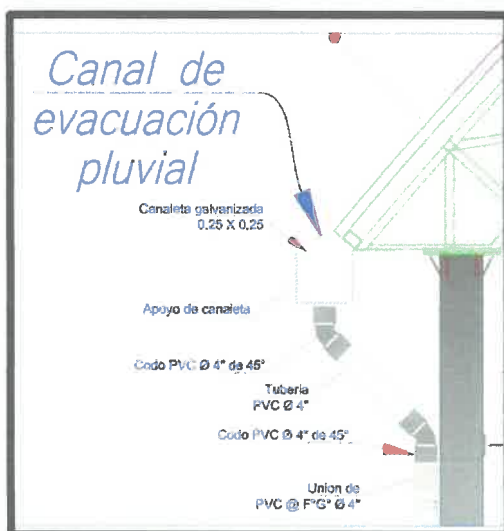 Canal de
evacuación
pluvial
Canaleta galvanizada
0.25 X 0.25
Apoyo de canaleta
Codo PVC Ø 4" de 45°
Tuberia
PVC Ø 4"
Codo PVC Ø 4" de 45°
Union de
PVC @ F°G° Ø 4"